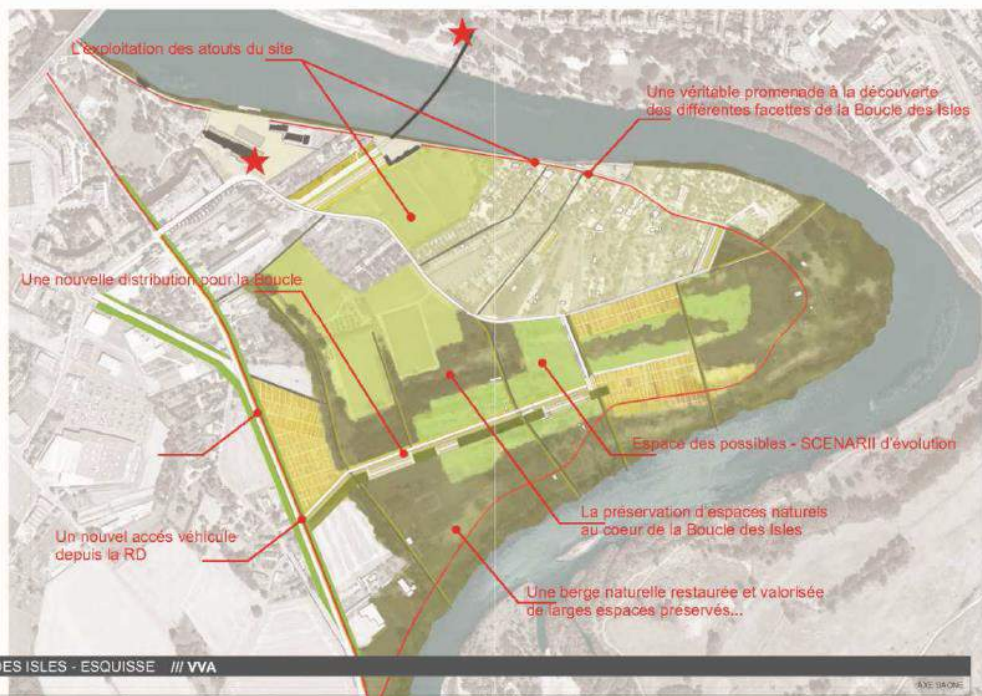 L'exploitation des atouts du site
Une véritable promenade à la découverte
des différentes facettes de la Boucle des Isles
Une nouvelle distribution pour la Boucle
Espace des possibles - SCENARII d'évolution
La préservation d'espaces naturels
au coeur de la Boucle des Isles
Un nouvel accés véhicule
depuis la RD
Une berge naturelle restaurée et valorisée
de larges espaces préservés...
DES ISLES - ESQUISSE /// VVA
AXE SAONE